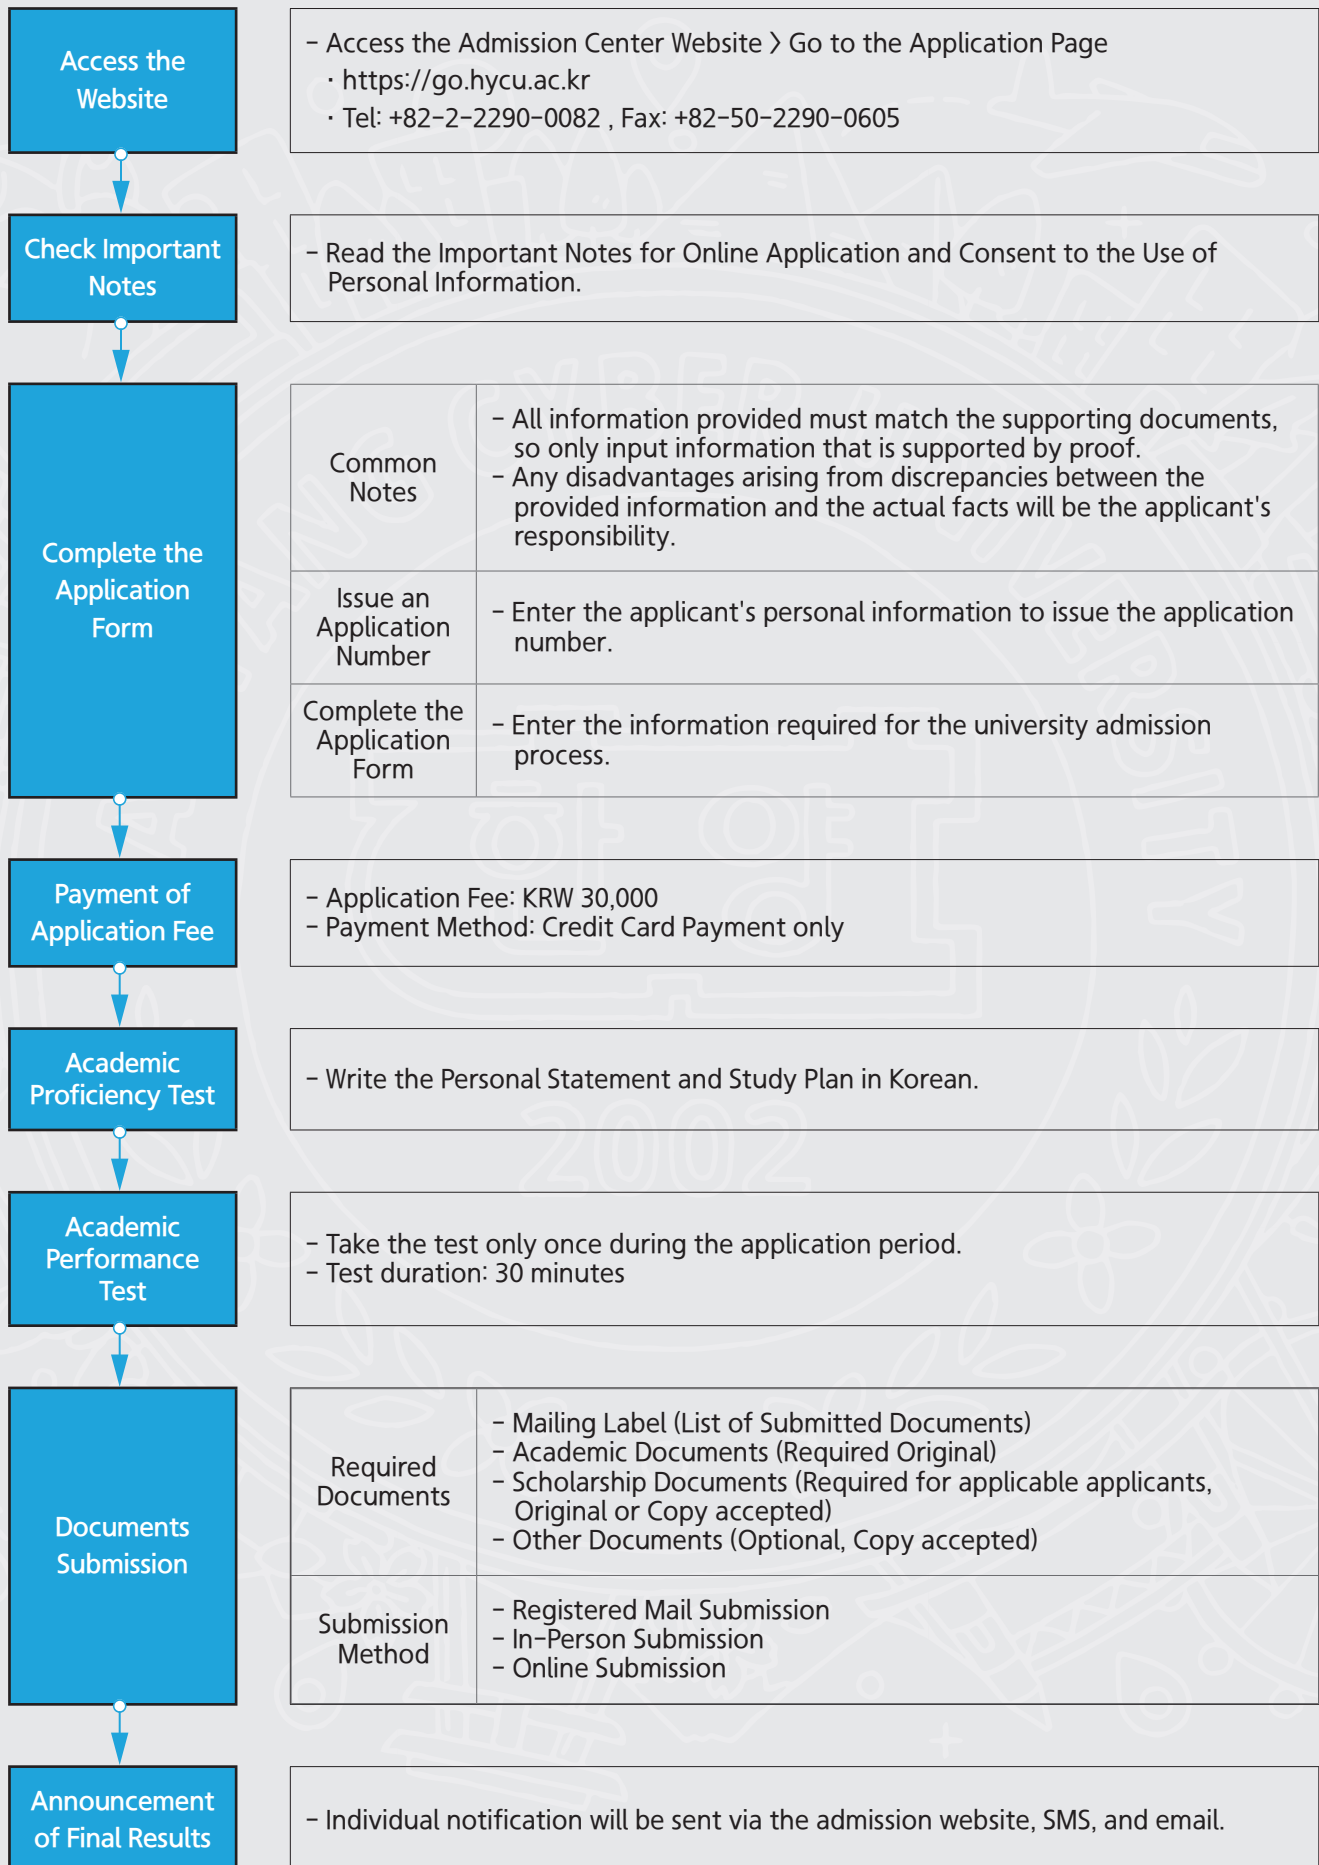 Access the
Website
- Access the Admission Center Website > Go to the Application Page
· https://go.hycu.ac.kr
· Tel: +82-2-2290-0082 , Fax: +82-50-2290-0605
Check Important
Notes
- Read the Important Notes for Online Application and Consent to the Use of
Personal Information.
Complete the
Application
Form
Common
Notes
- All information provided must match the supporting documents,
so only input information that is supported by proof.
- Any disadvantages arising from discrepancies between the
provided information and the actual facts will be the applicant's
responsibility.
Issue an
Application
Number
- Enter the applicant's personal information to issue the application
number.
Complete the
Application
Form
- Enter the information required for the university admission
process.
Payment of
Application Fee
- Application Fee: KRW 30,000
- Payment Method: Credit Card Payment only
Academic
Proficiency Test
- Write the Personal Statement and Study Plan in Korean.
2002
Academic
Performance
Test
- Take the test only once during the application period.
- Test duration: 30 minutes
Documents
Submission
Required
Documents
- Mailing Label (List of Submitted Documents)
- Academic Documents (Required Original)
- Scholarship Documents (Required for applicable applicants,
Original or Copy accepted)
- Other Documents (Optional, Copy accepted)
Submission
Method
- Registered Mail Submission
- In-Person Submission
- Online Submission
Announcement
of Final Results
- Individual notification will be sent via the admission website, SMS, and email.